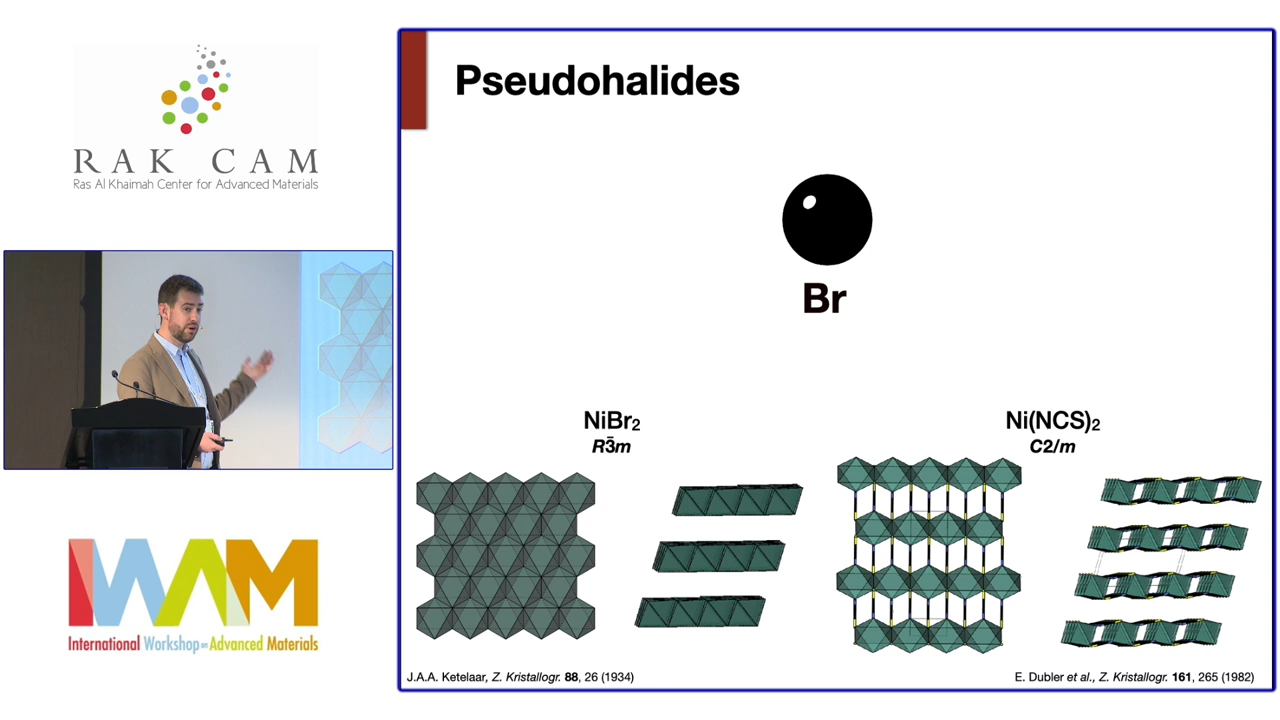 RAK CAM
Ras Al Khaimah Center for Advanced Materials
IWAM
International Workshop on Advanced Materials
Pseudohalides
Br
NiBr₂
R3̄m
Ni(NCS)₂
C2/m
J.A.A. Ketelaar, Z. Kristallogr. 88, 26 (1934)
E. Dubler et al., Z. Kristallogr. 161, 265 (1982)